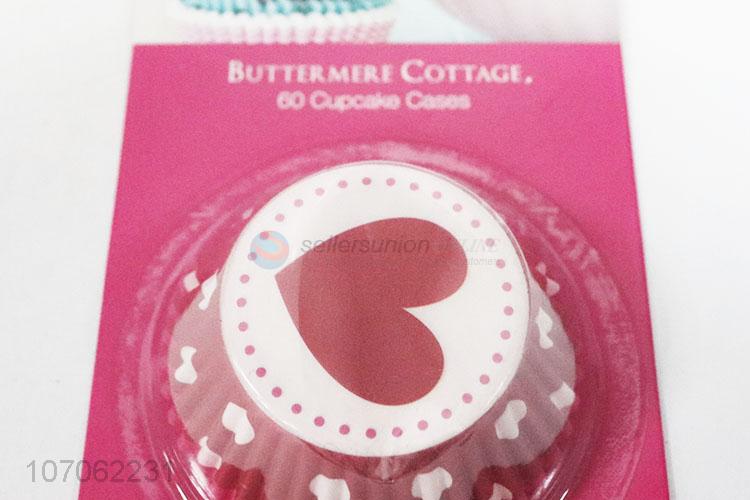 BUTTERMERE COTTAGE.
60 Cupcake Cases
sellersunion
107062231